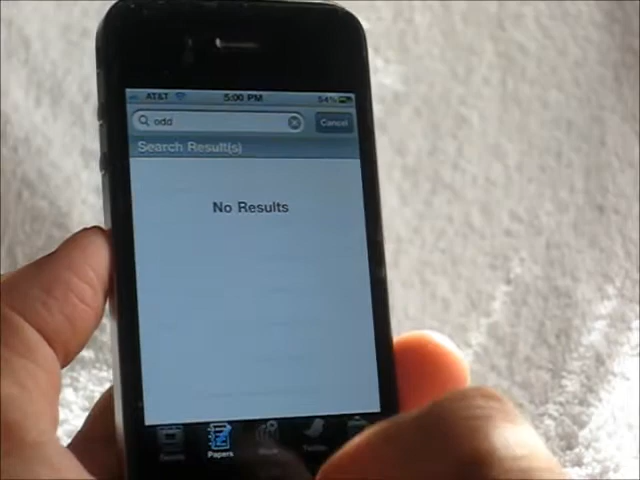 AT&T 5:00 PM 54%
odd Cancel
Search Result(s)
No Results
Papers